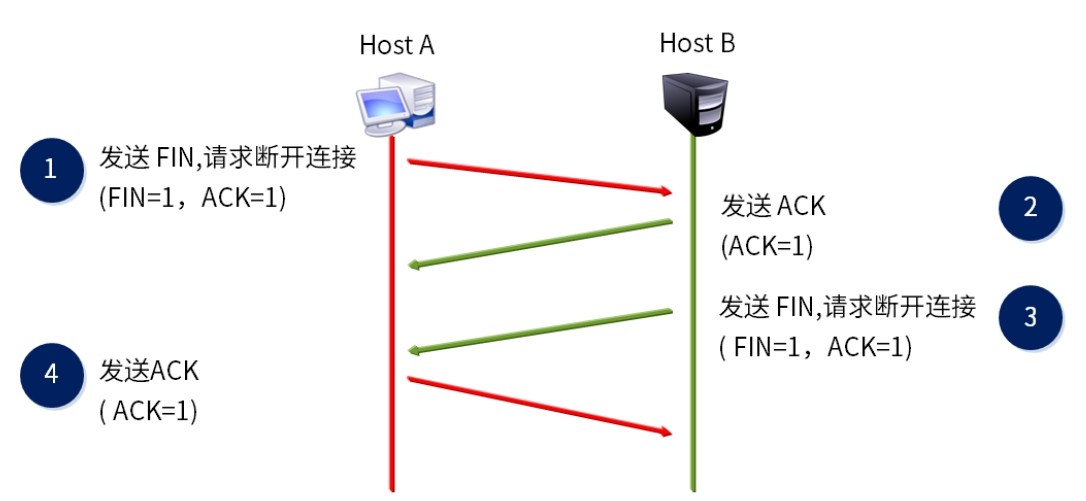 Host A
Host B
1
发送 FIN,请求断开连接
(FIN=1，ACK=1)
发送 ACK
(ACK=1)
2
发送 FIN,请求断开连接
( FIN=1，ACK=1)
3
4
发送ACK
( ACK=1)